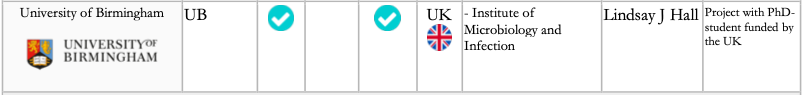 University of Birmingham
UNIVERSITY OF
BIRMINGHAM
UB
UK
- Institute of
Microbiology and
Infection
Lindsay J Hall
Project with PhD-
student funded by
the UK